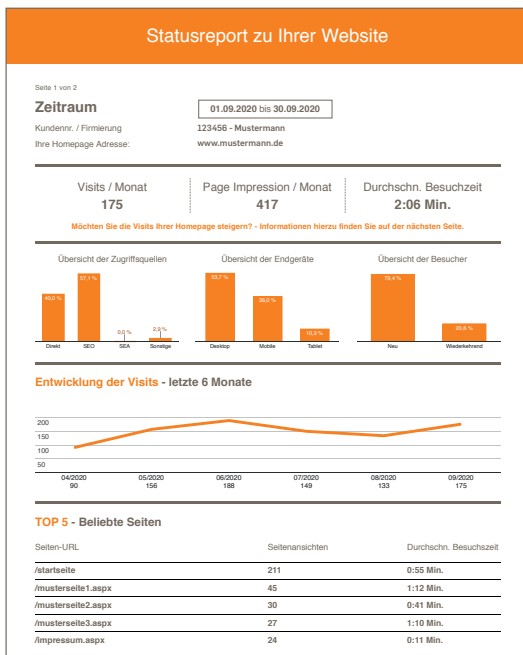 Statusreport zu Ihrer Website
Seite 1 von 2
Zeitraum 01.09.2020 bis 30.09.2020
Kundennr. / Firmierung 123456 - Mustermann
Ihre Homepage Adresse: www.mustermann.de
Visits / Monat Page Impression / Monat Durchschn. Besuchzeit
175 417 2:06 Min.
Möchten Sie die Visits Ihrer Homepage steigern? - Informationen hierzu finden Sie auf der nächsten Seite.
Übersicht der Zugriffsquellen Übersicht der Endgeräte Übersicht der Besucher
57,1 % 53,7 % 79,4 %
40,0 % 36,0 %
0,0 % 2,9 % 10,3 % 20,6 %
Direkt SEO SEA Sonstige Desktop Mobile Tablet Neu Wiederkehrend
Entwicklung der Visits - letzte 6 Monate
200
150
100
50
04/2020 05/2020 06/2020 07/2020 08/2020 09/2020
90 156 188 149 133 175
TOP 5 - Beliebte Seiten
Seiten-URL Seitenansichten Durchschn. Besuchszeit
/startseite 211 0:55 Min.
/musterseite1.aspx 45 1:12 Min.
/musterseite2.aspx 30 0:41 Min.
/musterseite3.aspx 27 1:10 Min.
/impressum.aspx 24 0:11 Min.